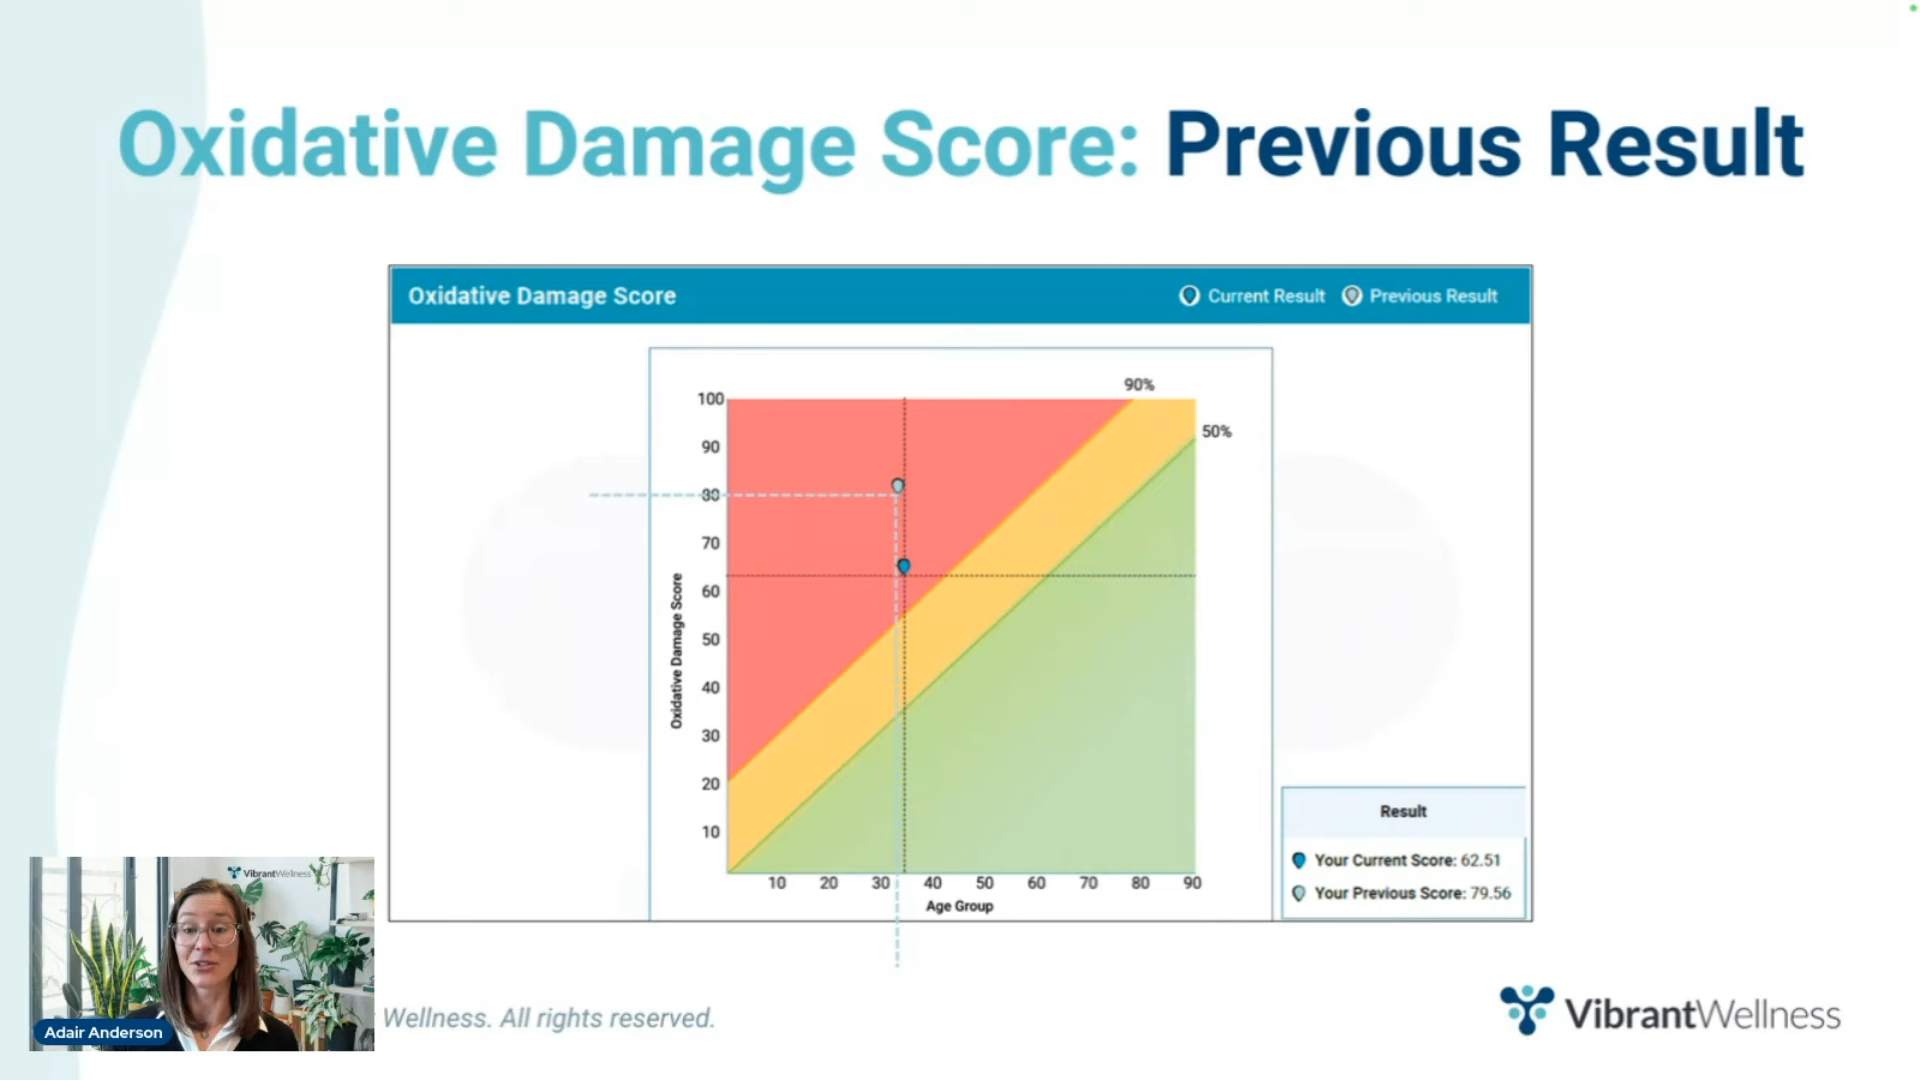 Oxidative Damage Score: Previous Result
Oxidative Damage Score
Current Result
Previous Result
90%
50%
100
90
80
70
60
50
40
30
20
10
Oxidative Damage Score
10 20 30 40 50 60 70 80 90
Age Group
Result
Your Current Score: 62.51
Your Previous Score: 79.56
VibrantWellness
Adair Anderson
Wellness. All rights reserved.
VibrantWellness